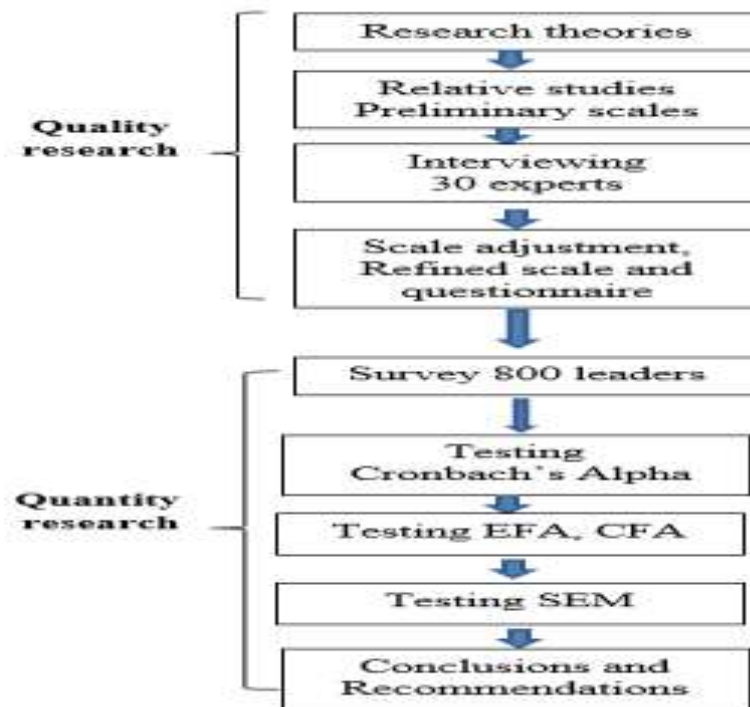 Research theories
Relative studies
Preliminary scales
Quality
research
Interviewing
30 experts
Scale adjustment,
Refined scale and
questionnaire
Survey 800 leaders
Testing
Cronbach`s Alpha
Quantity
research
Testing EFA, CFA
Testing SEM
Conclusions and
Recommendations